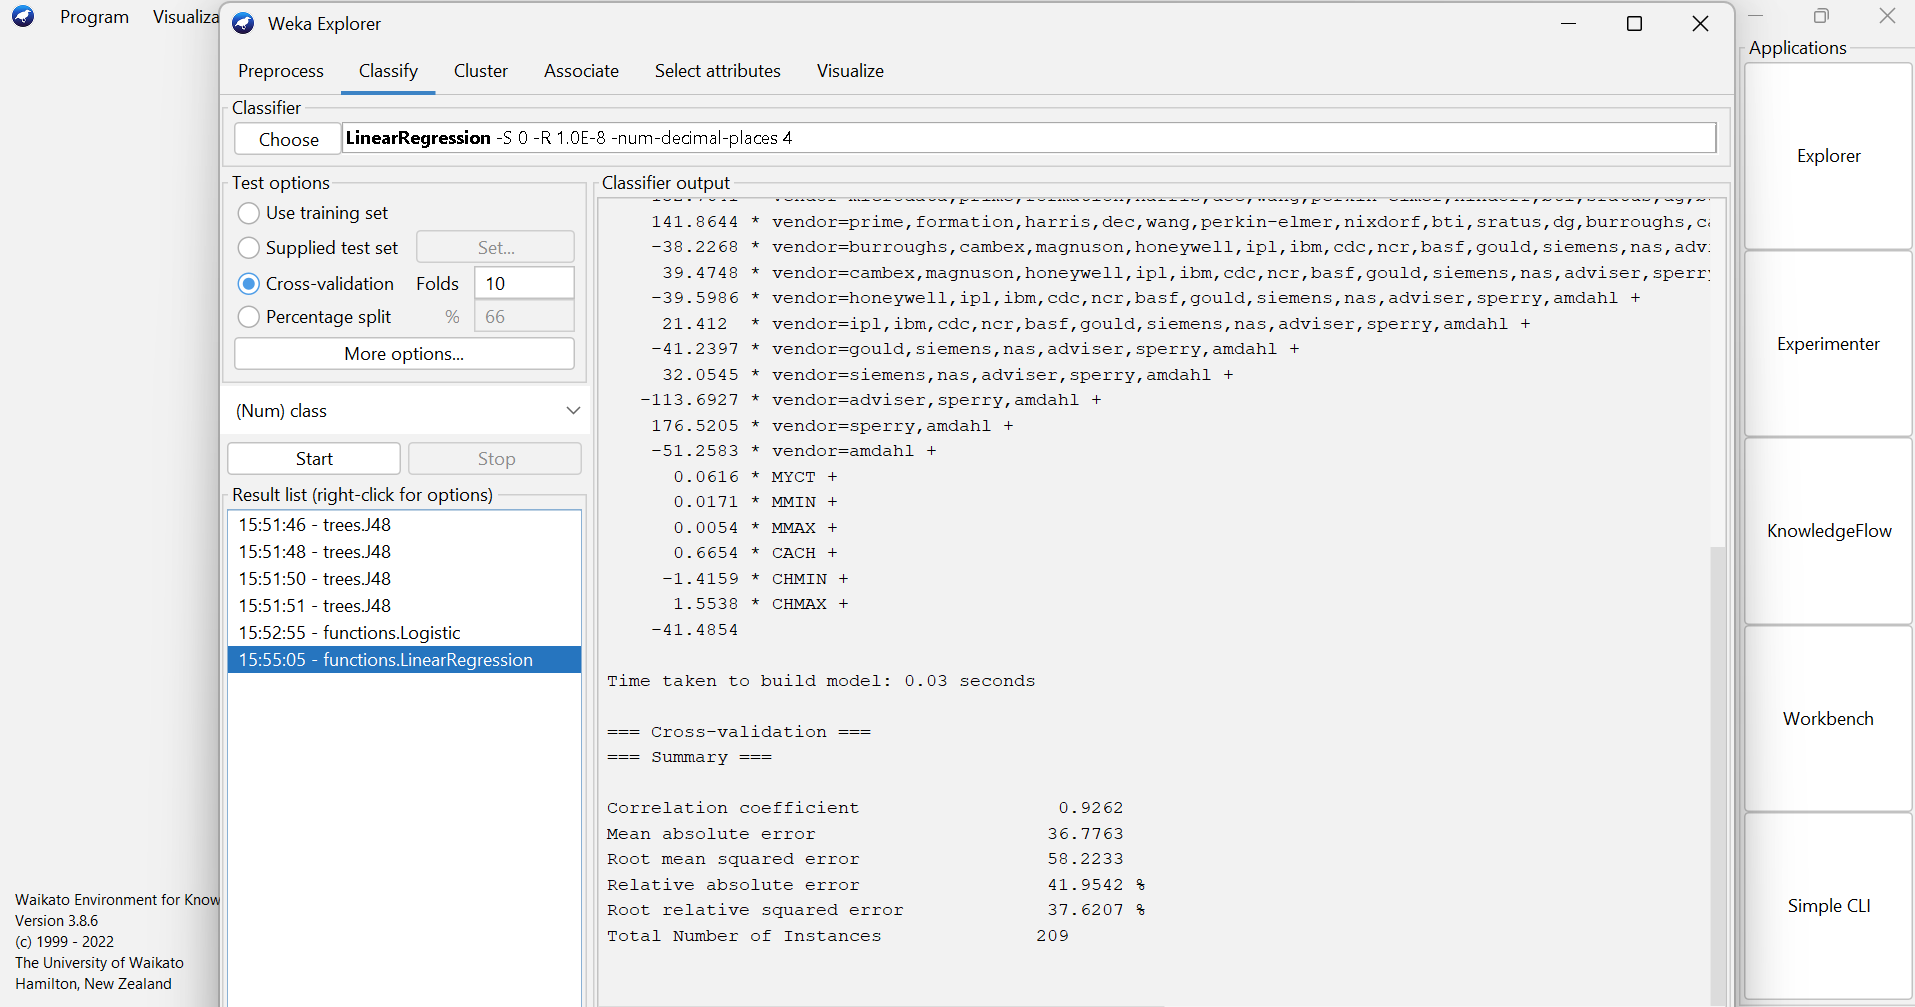 Program Visualiza
Weka Explorer
Applications
Preprocess Classify Cluster Associate Select attributes Visualize
Classifier
Choose LinearRegression -S 0 -R 1.0E-8 -num-decimal-places 4
Test options
Use training set
Supplied test set Set...
Cross-validation Folds 10
Percentage split % 66
More options...
(Num) class
Start Stop
Result list (right-click for options)
15:51:46 - trees.J48
15:51:48 - trees.J48
15:51:50 - trees.J48
15:51:51 - trees.J48
15:52:55 - functions.Logistic
15:55:05 - functions.LinearRegression
Classifier output
141.8644 * vendor=prime,formation,harris,dec,wang,perkin-elmer,nixdorf,bti,sratus,dg,burroughs,ca
-38.2268 * vendor=burroughs,cambex,magnuson,honeywell,ipl,ibm,cdc,ncr,basf,gould,siemens,nas,adv
39.4748 * vendor=cambex,magnuson,honeywell,ipl,ibm,cdc,ncr,basf,gould,siemens,nas,adviser,sperry
-39.5986 * vendor=honeywell,ipl,ibm,cdc,ncr,basf,gould,siemens,nas,adviser,sperry,amdahl +
21.412 * vendor=ipl,ibm,cdc,ncr,basf,gould,siemens,nas,adviser,sperry,amdahl +
-41.2397 * vendor=gould,siemens,nas,adviser,sperry,amdahl +
32.0545 * vendor=siemens,nas,adviser,sperry,amdahl +
-113.6927 * vendor=adviser,sperry,amdahl +
176.5205 * vendor=sperry,amdahl +
-51.2583 * vendor=amdahl +
0.0616 * MYCT +
0.0171 * MMIN +
0.0054 * MMAX +
0.6654 * CACH +
-1.4159 * CHMIN +
1.5538 * CHMAX +
-41.4854
Time taken to build model: 0.03 seconds
=== Cross-validation ===
=== Summary ===
Correlation coefficient 0.9262
Mean absolute error 36.7763
Root mean squared error 58.2233
Relative absolute error 41.9542 %
Root relative squared error 37.6207 %
Total Number of Instances 209
Explorer
Experimenter
KnowledgeFlow
Workbench
Simple CLI
Waikato Environment for Know
Version 3.8.6
(c) 1999 - 2022
The University of Waikato
Hamilton, New Zealand